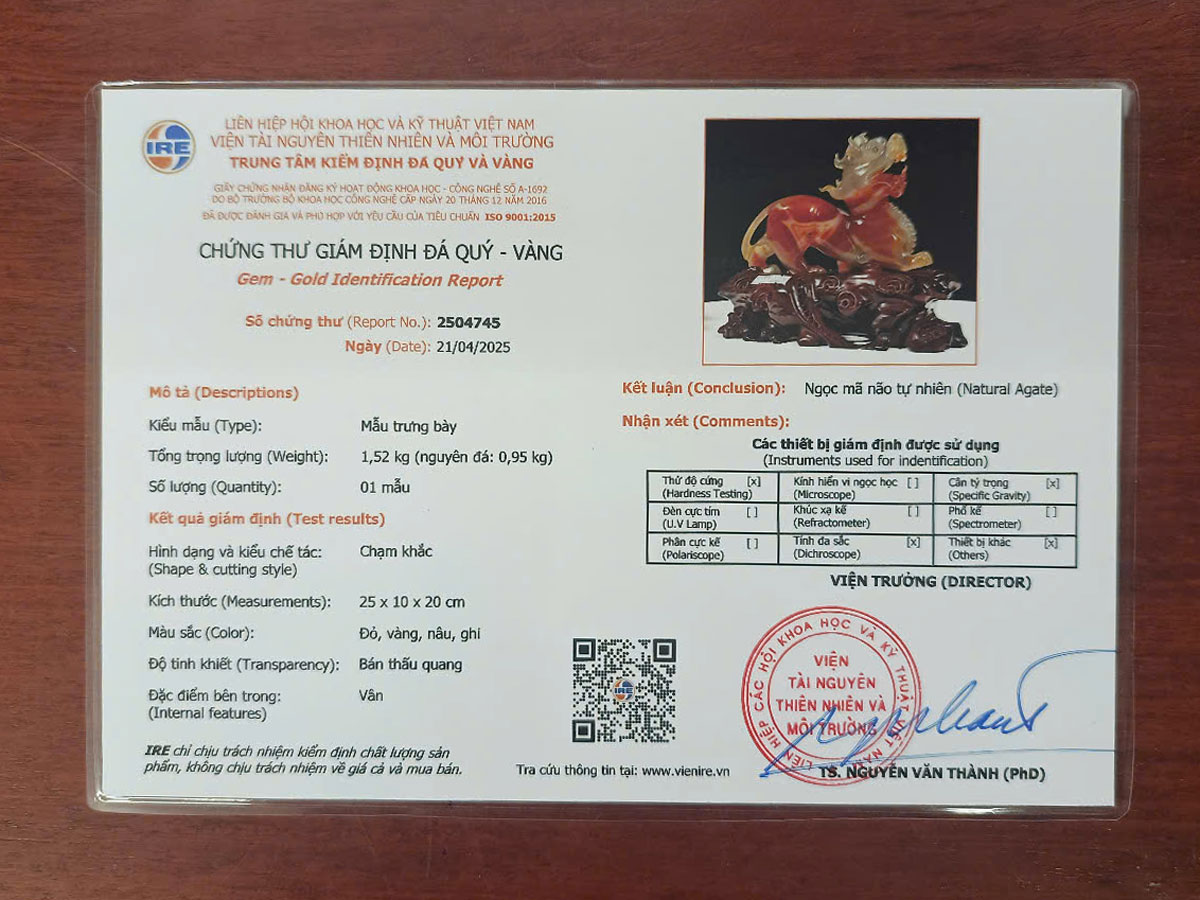 IRE
LIÊN HIỆP HỘI KHOA HỌC VÀ KỸ THUẬT VIỆT NAM
VIỆN TÀI NGUYÊN THIÊN NHIÊN VÀ MÔI TRƯỜNG
TRUNG TÂM KIỂM ĐỊNH ĐÁ QUÝ VÀ VÀNG
GIẤY CHỨNG NHẬN ĐĂNG KÝ HOẠT ĐỘNG KHOA HỌC - CÔNG NGHỆ SỐ A-1692
DO BỘ TRƯỞNG BỘ KHOA HỌC CÔNG NGHỆ CẤP NGÀY 20 THÁNG 12 NĂM 2016
ĐÃ ĐƯỢC ĐÁNH GIÁ VÀ PHÙ HỢP VỚI YÊU CẦU CỦA TIÊU CHUẨN ISO 9001:2015
CHỨNG THƯ GIÁM ĐỊNH ĐÁ QUÝ - VÀNG
Gem - Gold Identification Report
Số chứng thư (Report No.): 2504745
Ngày (Date): 21/04/2025
Mô tả (Descriptions)
Kiểu mẫu (Type): Mẫu trưng bày
Tổng trọng lượng (Weight): 1,52 kg (nguyên đá: 0,95 kg)
Số lượng (Quantity): 01 mẫu
Kết quả giám định (Test results)
Hình dạng và kiểu chế tác: Chạm khắc
(Shape & cutting style)
Kích thước (Measurements): 25 x 10 x 20 cm
Màu sắc (Color): Đỏ, vàng, nâu, ghi
Độ tinh khiết (Transparency): Bán thấu quang
Đặc điểm bên trong: Vân
(Internal features)
IRE chỉ chịu trách nhiệm kiểm định chất lượng sản
phẩm, không chịu trách nhiệm về giá cả và mua bán.
Kết luận (Conclusion): Ngọc mã não tự nhiên (Natural Agate)
Nhận xét (Comments):
Các thiết bị giám định được sử dụng
(Instruments used for indentification)
Thử độ cứng [x] Kính hiển vi ngọc học [ ] Cân tỷ trọng [x]
(Hardness Testing) (Microscope) (Specific Gravity)
Đèn cực tím [ ] Khúc xạ kế [ ] Phổ kế [ ]
(U.V Lamp) (Refractometer) (Spectrometer)
Phân cực kế [ ] Tính đa sắc [x] Thiết bị khác [x]
(Polariscope) (Dichroscope) (Others)
VIỆN TRƯỞNG (DIRECTOR)
LIÊN HIỆP CÁC HỘI KHOA HỌC VÀ KỸ THUẬT VIỆT NAM
VIỆN
TÀI NGUYÊN
THIÊN NHIÊN VÀ
MÔI TRƯỜNG
IRE
Tra cứu thông tin tại: www.vienire.vn
TS. NGUYỄN VĂN THÀNH (PhD)